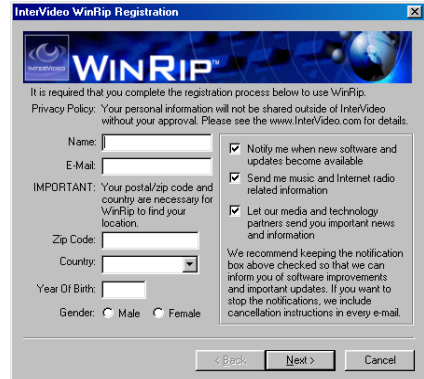 InterVideo WinRip Registration
INTERVIDEO
WINRIP™
It is required that you complete the registration process below to use WinRip.
Privacy Policy: Your personal information will not be shared outside of InterVideo
without your approval. Please see the www.InterVideo.com for details.
Name:
E-Mail:
IMPORTANT: Your postal/zip code and
country are necessary for
WinRip to find your
location.
Zip Code:
Country:
Year Of Birth:
Gender: Male Female
Notify me when new software and
updates become available
Send me music and Internet radio
related information
Let our media and technology
partners send you important news
and information
We recommend keeping the notification
box above checked so that we can
inform you of software improvements
and important updates. If you want to
stop the notifications, we include
cancellation instructions in every e-mail.
< Back Next > Cancel